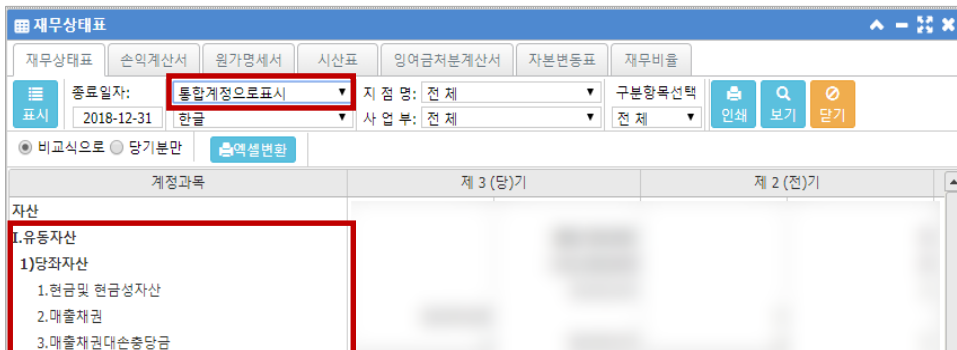 재무상태표
재무상태표 손익계산서 원가명세서 시산표 잉여금처분계산서 자본변동표 재무비율
표시 종료일자: 통합계정으로표시 지 점 명: 전 체 구분항목선택 인쇄 보기 닫기
2018-12-31 한글 사 업 부: 전 체 전 체
비교식으로 당기분만 엑셀변환
계정과목 제 3 (당)기 제 2 (전)기
자산
I.유동자산
1)당좌자산
1.현금및 현금성자산
2.매출채권
3.매출채권대손충당금